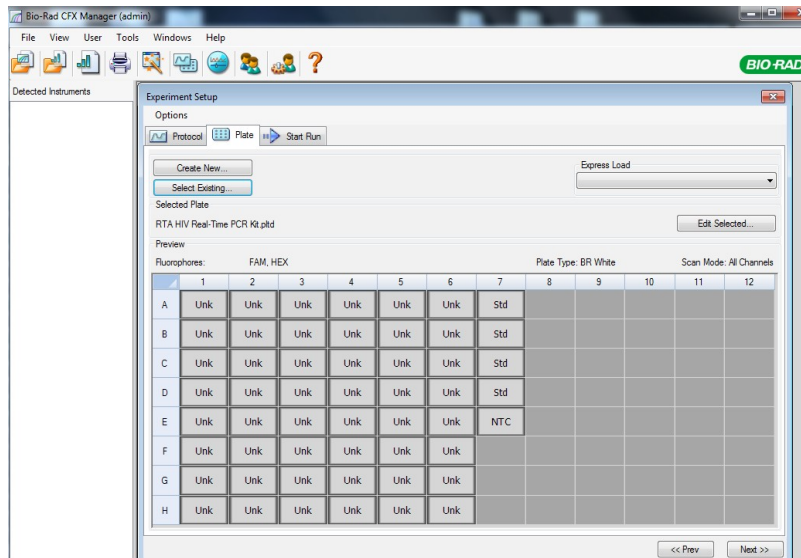 Bio-Rad CFX Manager (admin)
File View User Tools Windows Help
BIO-RAD
Detected Instruments
Experiment Setup
Options
Protocol Plate Start Run
Create New...
Express Load
Select Existing...
Selected Plate
RTA HIV Real-Time PCR Kit.pltd
Edit Selected...
Preview
Fluorophores: FAM, HEX Plate Type: BR White Scan Mode: All Channels
1 2 3 4 5 6 7 8 9 10 11 12
A Unk Unk Unk Unk Unk Unk Std
B Unk Unk Unk Unk Unk Unk Std
C Unk Unk Unk Unk Unk Unk Std
D Unk Unk Unk Unk Unk Unk Std
E Unk Unk Unk Unk Unk Unk NTC
F Unk Unk Unk Unk Unk Unk
G Unk Unk Unk Unk Unk Unk
H Unk Unk Unk Unk Unk Unk
<< Prev Next >>